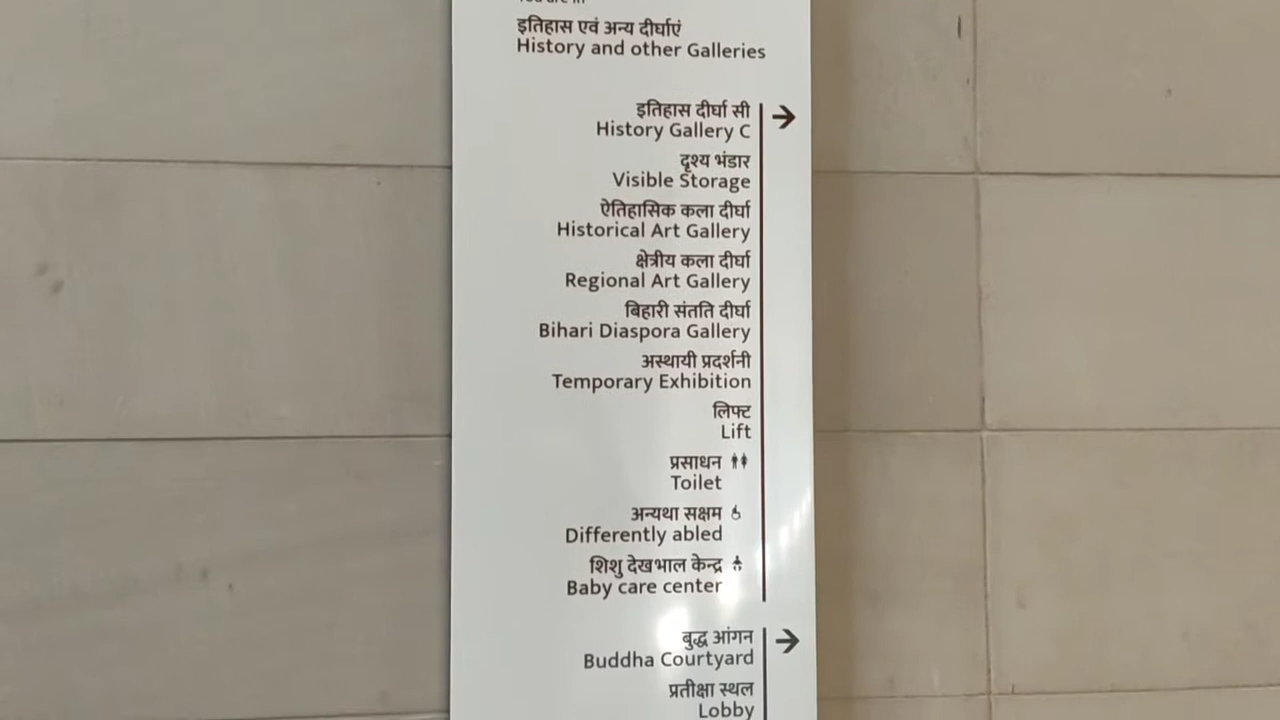 इतिहास एवं अन्य दीर्घाएं
History and other Galleries
इतिहास दीर्घा सी
History Gallery C
दृश्य भंडार
Visible Storage
ऐतिहासिक कला दीर्घा
Historical Art Gallery
क्षेत्रीय कला दीर्घा
Regional Art Gallery
बिहारी संतति दीर्घा
Bihari Diaspora Gallery
अस्थायी प्रदर्शनी
Temporary Exhibition
लिफ्ट
Lift
प्रसाधन
Toilet
अन्यथा सक्षम
Differently abled
शिशु देखभाल केन्द्र
Baby care center
बुद्ध आंगन
Buddha Courtyard
प्रतीक्षा स्थल
Lobby